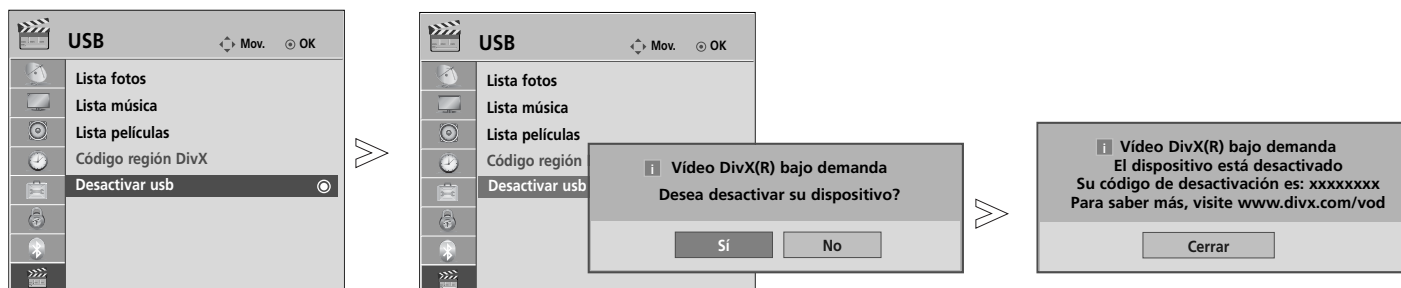 USB Mov. OK
Lista fotos
Lista música
Lista películas
Código región DivX
Desactivar usb
USB Mov. OK
Lista fotos
Lista música
Lista películas
Código región
Desactivar usb
i Vídeo DivX(R) bajo demanda
Desea desactivar su dispositivo?
Sí No
i Vídeo DivX(R) bajo demanda
El dispositivo está desactivado
Su código de desactivación es: xxxxxxxx
Para saber más, visite www.divx.com/vod
Cerrar